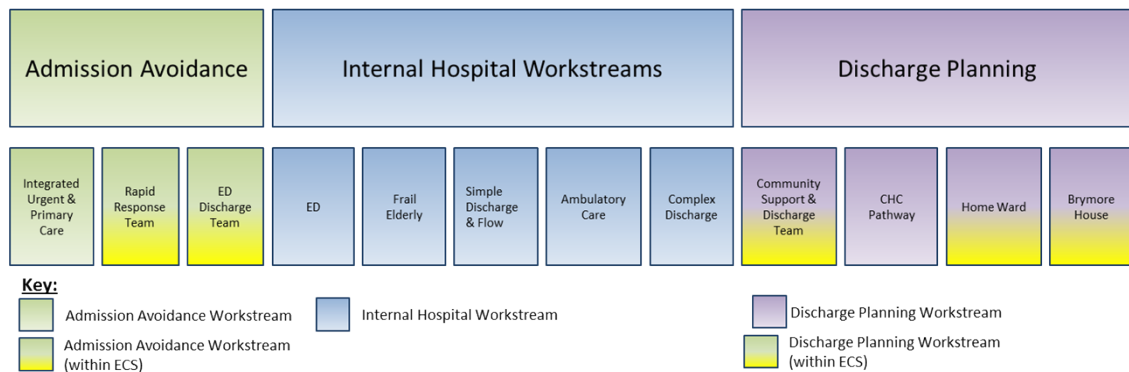 Admission Avoidance
Internal Hospital Workstreams
Discharge Planning
Integrated
Urgent &
Primary
Care
Rapid
Response
Team
ED
Discharge
Team
ED
Frail
Elderly
Simple
Discharge
& Flow
Ambulatory
Care
Complex
Discharge
Community
Support &
Discharge
Team
CHC
Pathway
Home Ward
Brymore
House
Key:
Admission Avoidance Workstream
Internal Hospital Workstream
Discharge Planning Workstream
Admission Avoidance Workstream
(within ECS)
Discharge Planning Workstream
(within ECS)